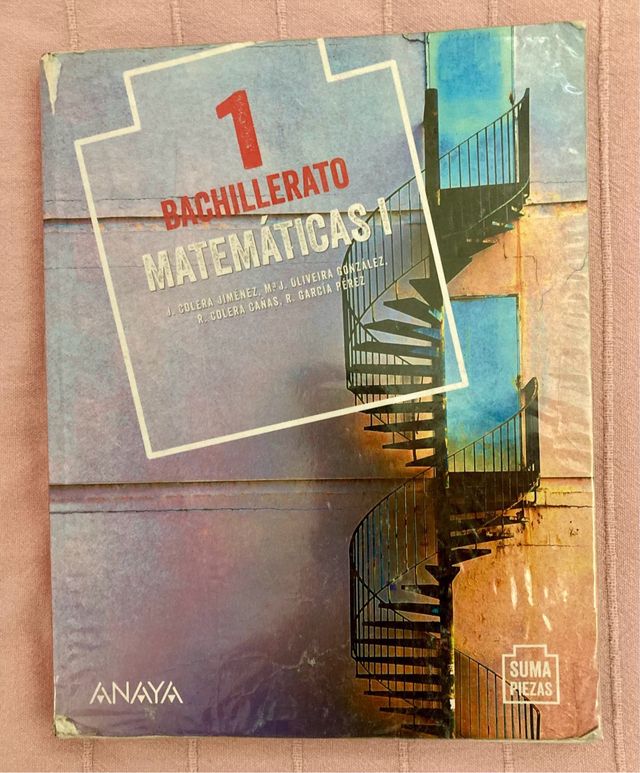 1
BACHILLERATO
MATEMÁTICAS I
J. COLERA JIMÉNEZ, Mª J. OLIVEIRA GONZÁLEZ,
R. COLERA CAÑAS, R. GARCÍA PÉREZ
ANAYA
SUMA
PIEZAS